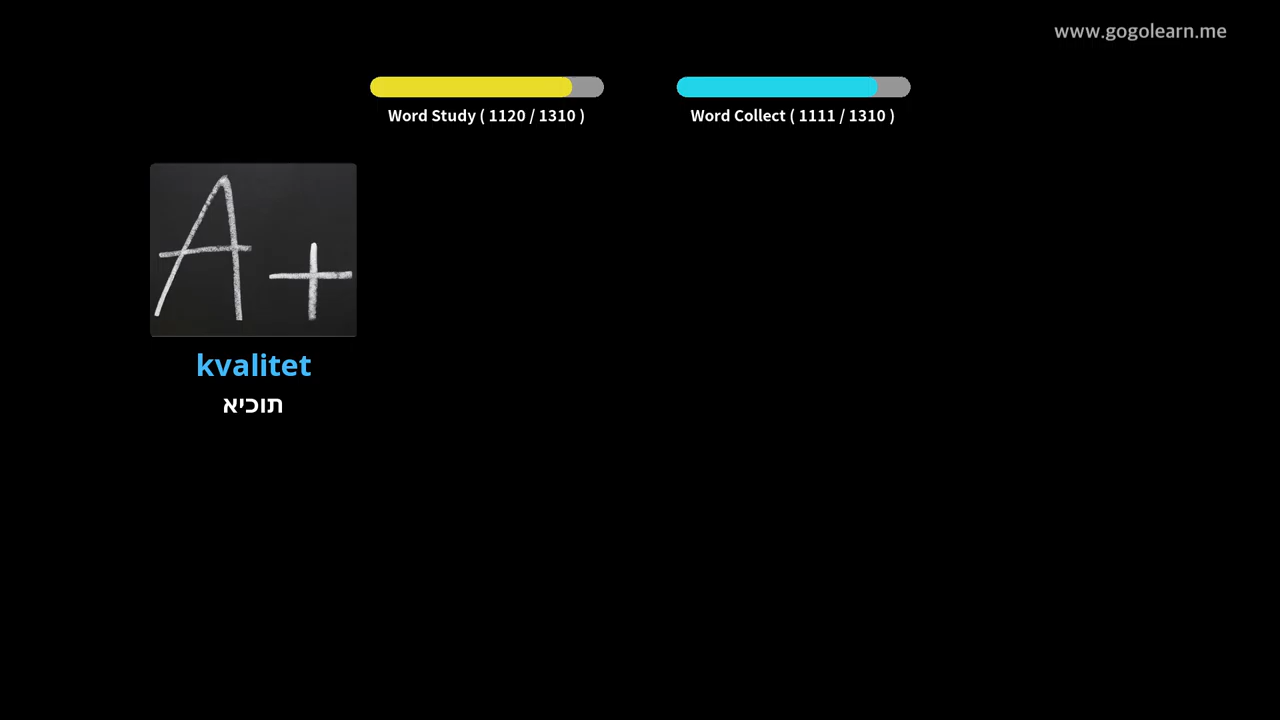 www.gogolearn.me
Word Study ( 1120 / 1310 )
Word Collect ( 1111 / 1310 )
A+
kvalitet
תוכיא